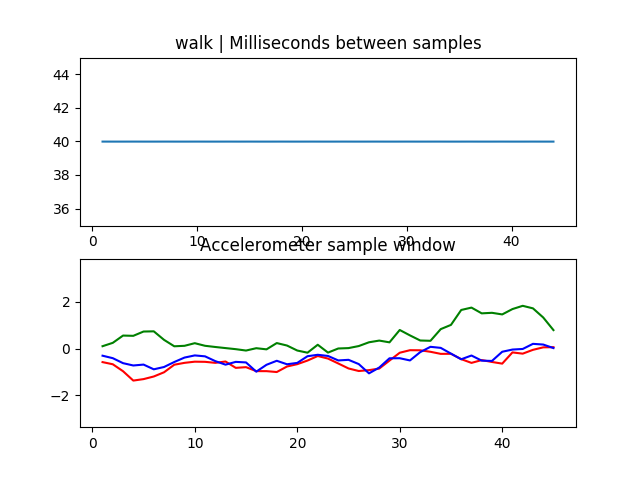 walk | Milliseconds between samples
44
42
40
38
36
0 10 20 30 40
Accelerometer sample window
2
0
−2
0 10 20 30 40